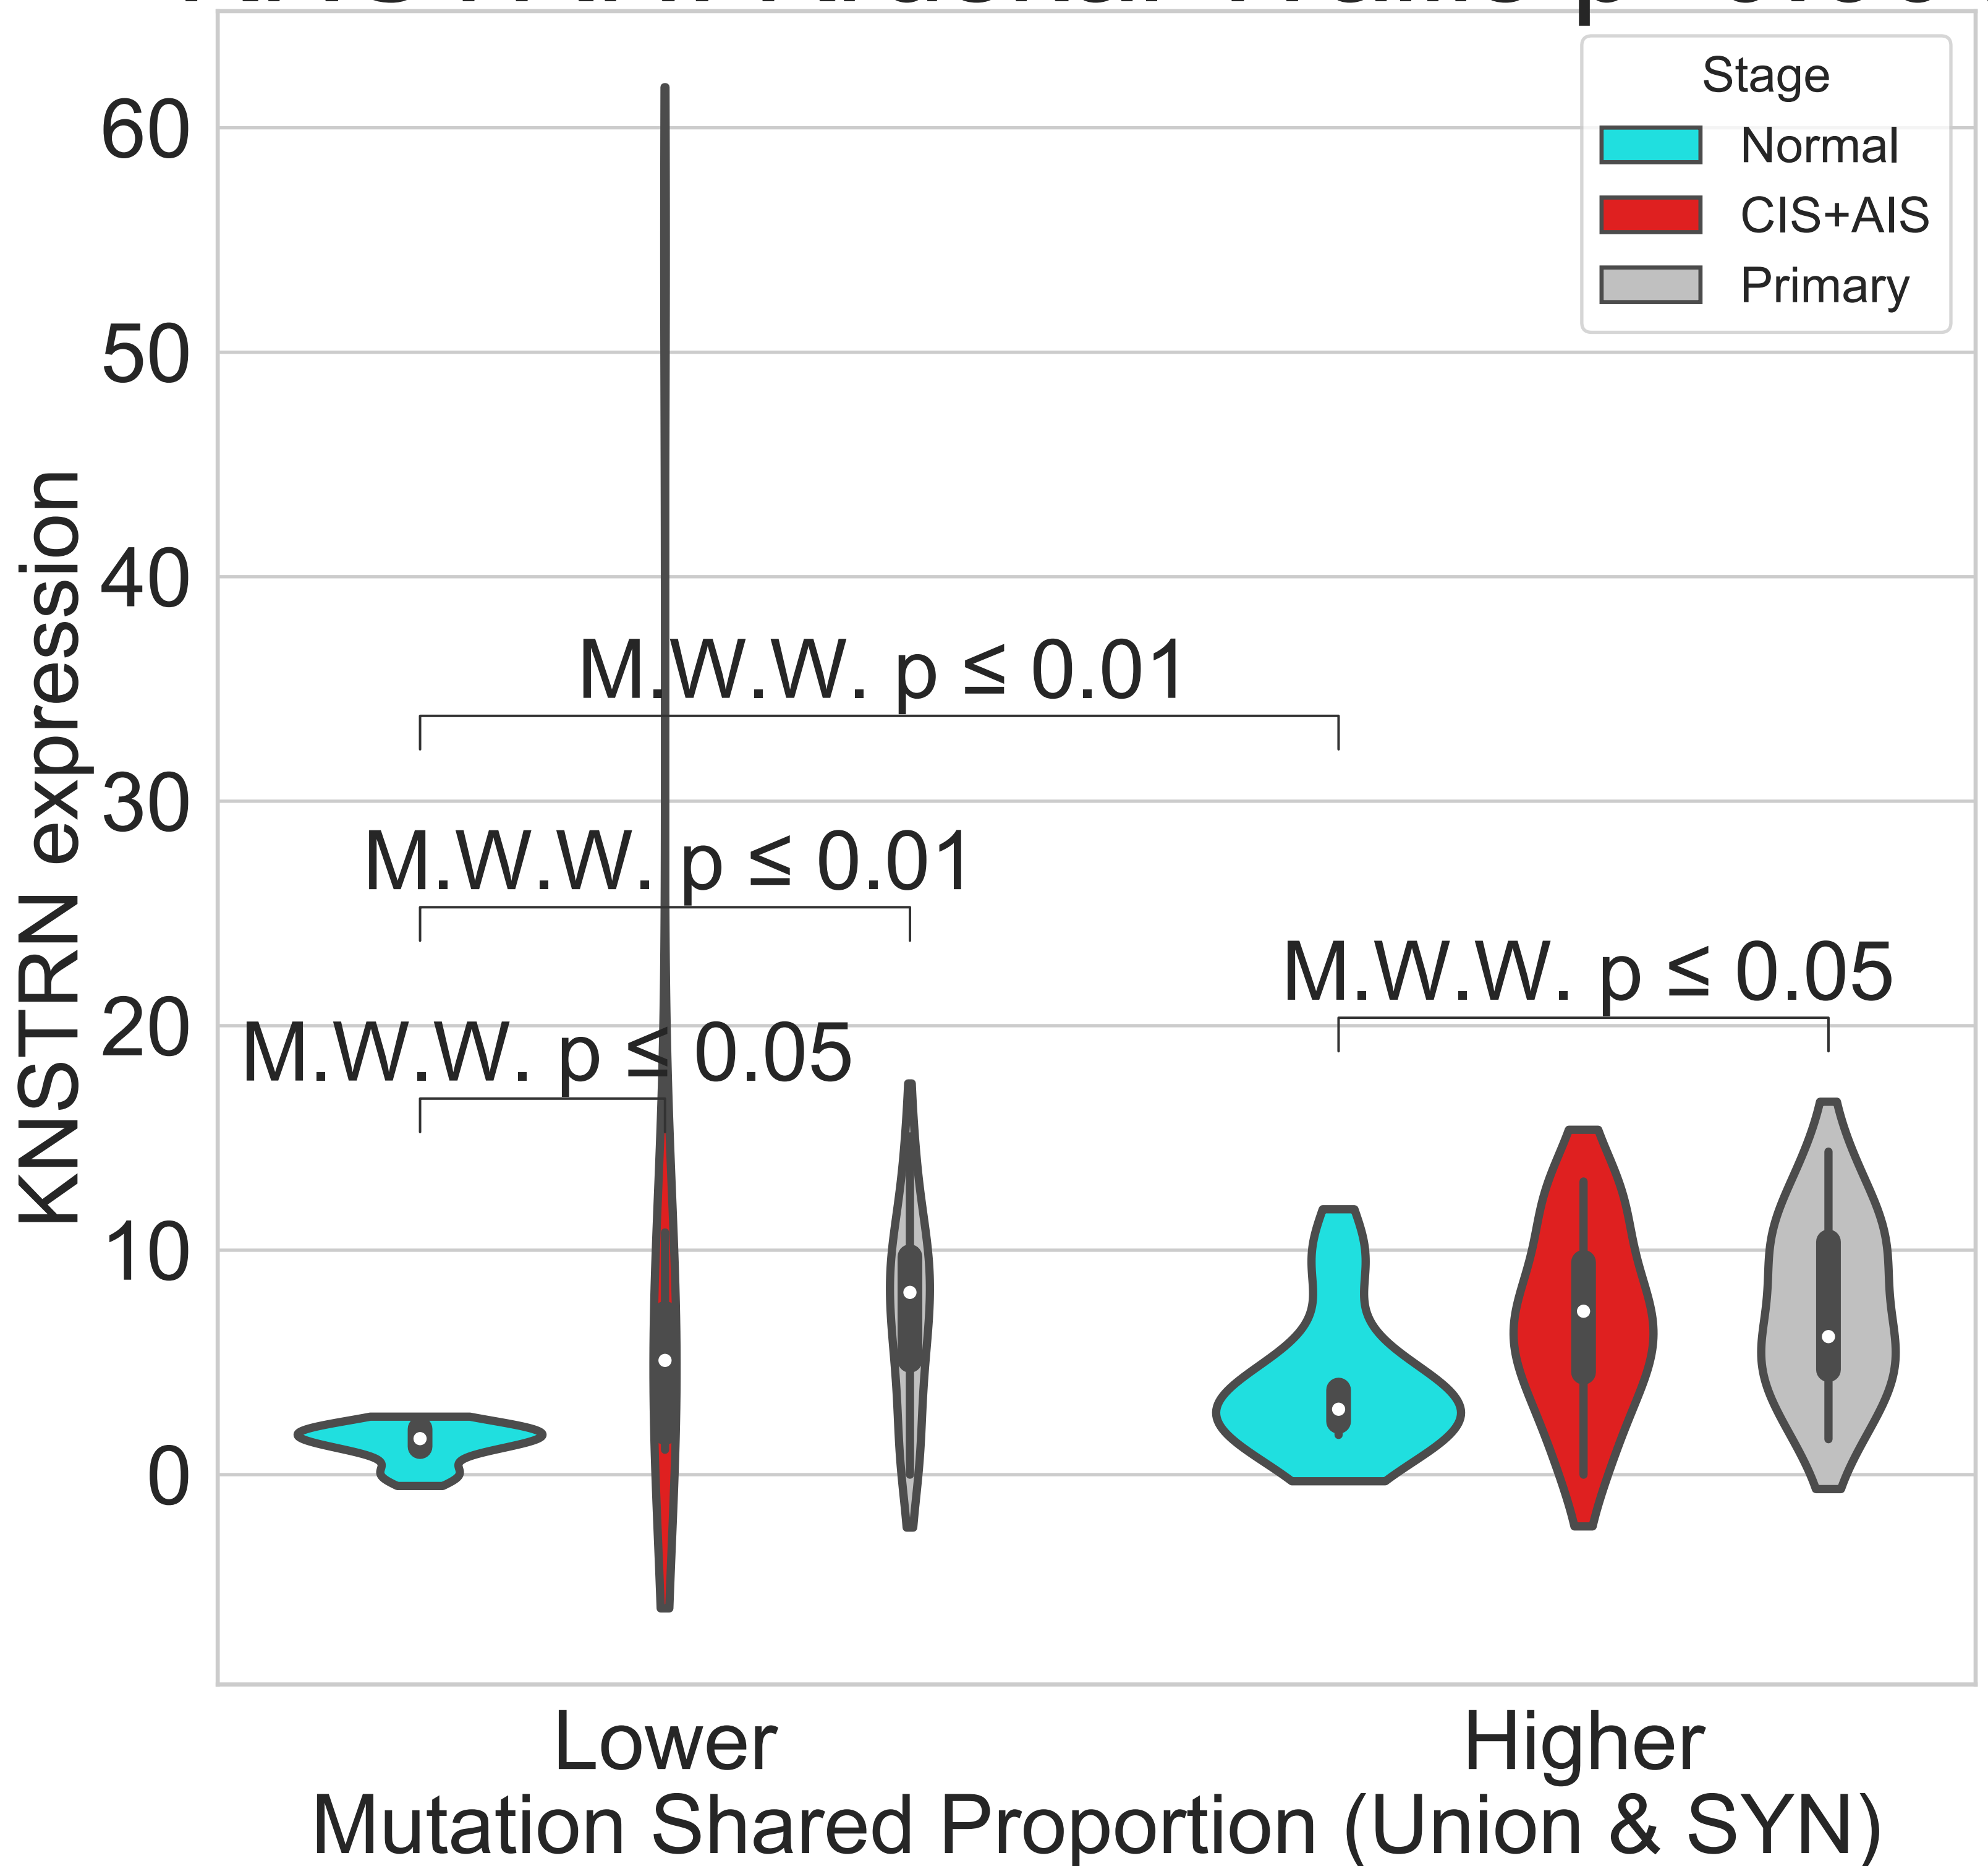 Stage
Normal
CIS+AIS
Primary
60
50
40
30
20
10
0
KNSTRN expression
M.W.W. p ≤ 0.01
M.W.W. p ≤ 0.01
M.W.W. p ≤ 0.05
M.W.W. p ≤ 0.05
Lower
Higher
Mutation Shared Proportion (Union & SYN)